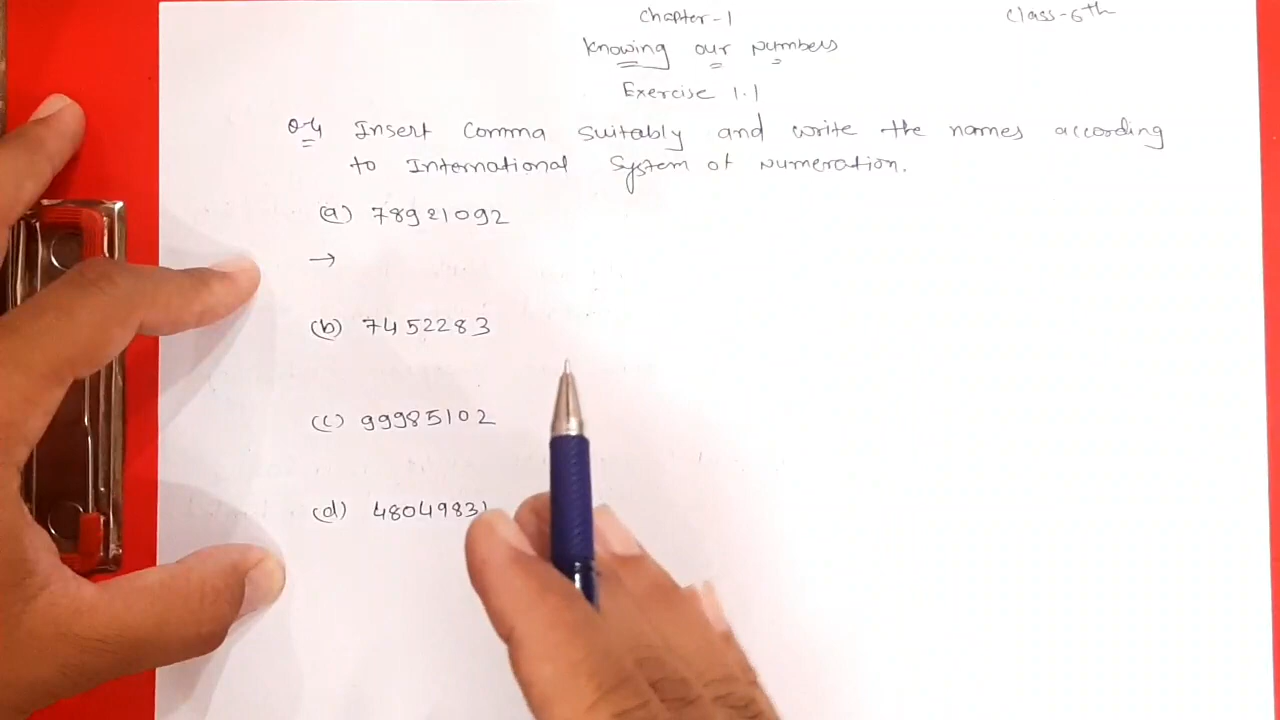 Chapter-1
Class-6th
Knowing our numbers
Exercise 1.1
Q4 Insert Comma Suitably and write the names according
to International System of Numeration.
(a) 78921092
→
(b) 7452283
(c) 99985102
(d) 48049831